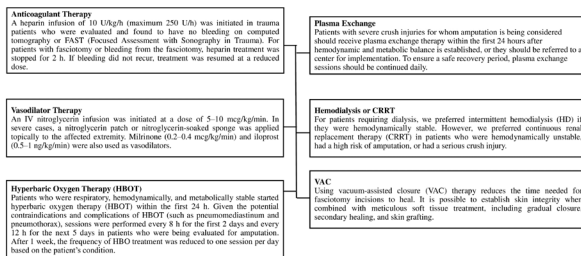 Anticoagulant Therapy
A heparin infusion of 10 U/kg/h (maximum 250 U/h) was initiated in trauma
patients who were evaluated and found to have no bleeding on computed
tomography or FAST (Focused Assessment with Sonography in Trauma). For
patients with fasciotomy or bleeding from the fasciotomy, heparin treatment was
stopped for 2 h. If bleeding did not recur, treatment was resumed at a reduced
dose.
Vasodilator Therapy
An IV nitroglycerin infusion was initiated at a dose of 5-10 mcg/kg/min. In
severe cases, a nitroglycerin patch or nitroglycerin-soaked sponge was applied
topically to the affected extremity. Milrinone (0.2–0.4 mcg/kg/min) and iloprost
(0.5–1 ng/kg/min) were also used as vasodilators.
Hyperbaric Oxygen Therapy (HBOT)
Patients who were respiratory, hemodynamically, and metabolically stable started
hyperbaric oxygen therapy (HBOT) within the first 24 h. Given the potential
contraindications and complications of HBOT (such as pneumomediastinum and
pneumothorax), sessions were performed every 8 h for the first 2 days and every
12 h for the next 5 days in patients who were being evaluated for amputation.
After 1 week, the frequency of HBO treatment was reduced to one session per day
based on the patient's condition.
Plasma Exchange
Patients with severe crush injuries for whom amputation is being considered
should receive plasma exchange therapy within the first 24 hours after
hemodynamic and metabolic balance is established, or they should be referred to a
center for implementation. To ensure a safe recovery period, plasma exchange
sessions should be continued daily.
Hemodialysis or CRRT
For patients requiring dialysis, we preferred intermittent hemodialysis (HD) if
they were hemodynamically stable. However, we preferred continuous renal
replacement therapy (CRRT) in patients who were hemodynamically unstable,
had a high risk of amputation, or had a serious crush injury.
VAC
Using vacuum-assisted closure (VAC) therapy reduces the time needed for
fasciotomy incisions to heal. It is possible to establish skin integrity when
combined with meticulous soft tissue treatment, including gradual closure,
secondary healing, and skin grafting.